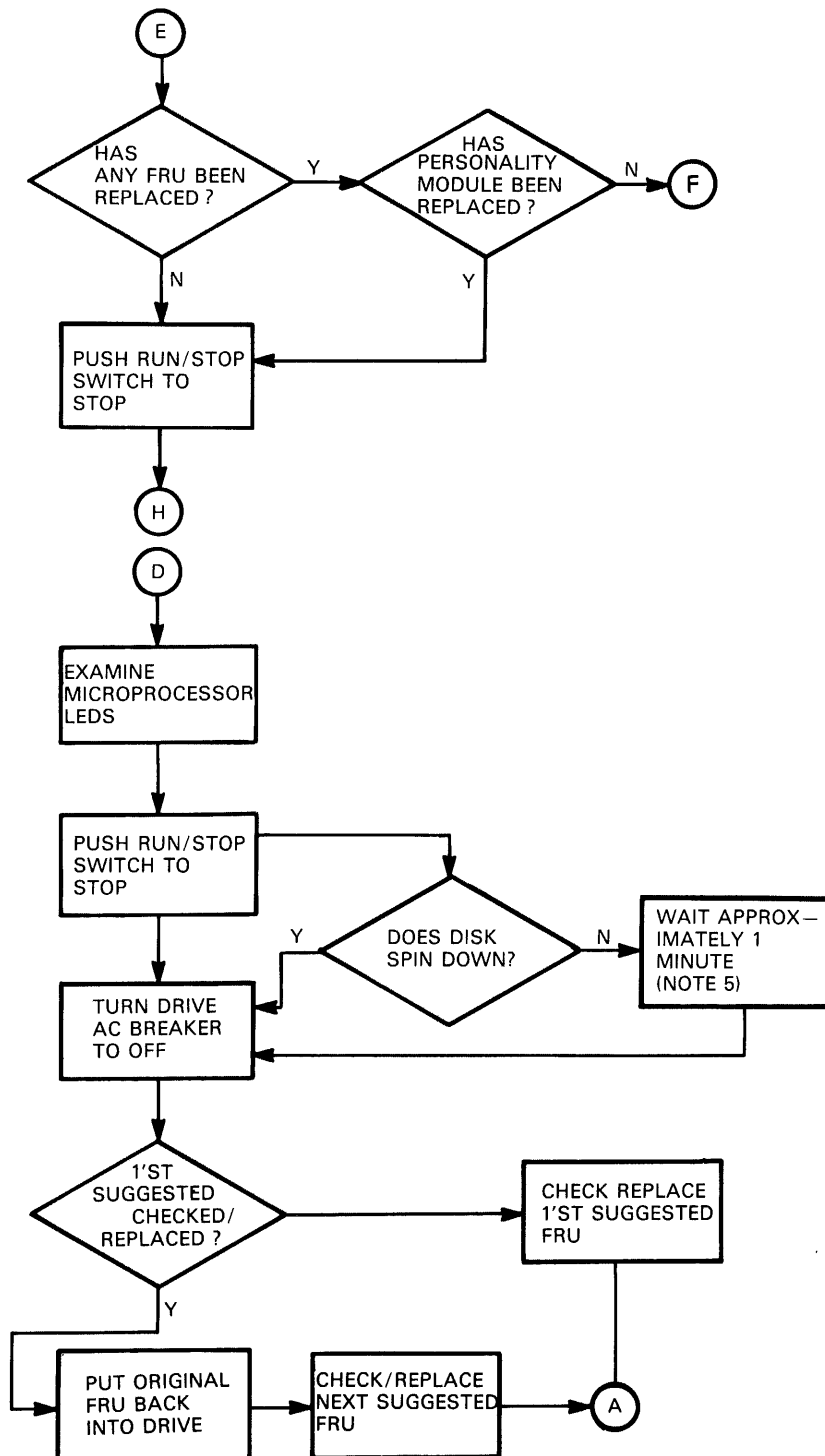 E
HAS
ANY FRU BEEN
REPLACED ?
Y
HAS
PERSONALITY
MODULE BEEN
REPLACED ?
N
F
N
Y
PUSH RUN/STOP
SWITCH TO
STOP
H
D
EXAMINE
MICROPROCESSOR
LEDS
PUSH RUN/STOP
SWITCH TO
STOP
Y
DOES DISK
SPIN DOWN?
N
WAIT APPROX—
IMATELY 1
MINUTE
(NOTE 5)
TURN DRIVE
AC BREAKER
TO OFF
1'ST
SUGGESTED
CHECKED/
REPLACED ?
CHECK REPLACE
1'ST SUGGESTED
FRU
Y
PUT ORIGINAL
FRU BACK
INTO DRIVE
CHECK/REPLACE
NEXT SUGGESTED
FRU
A